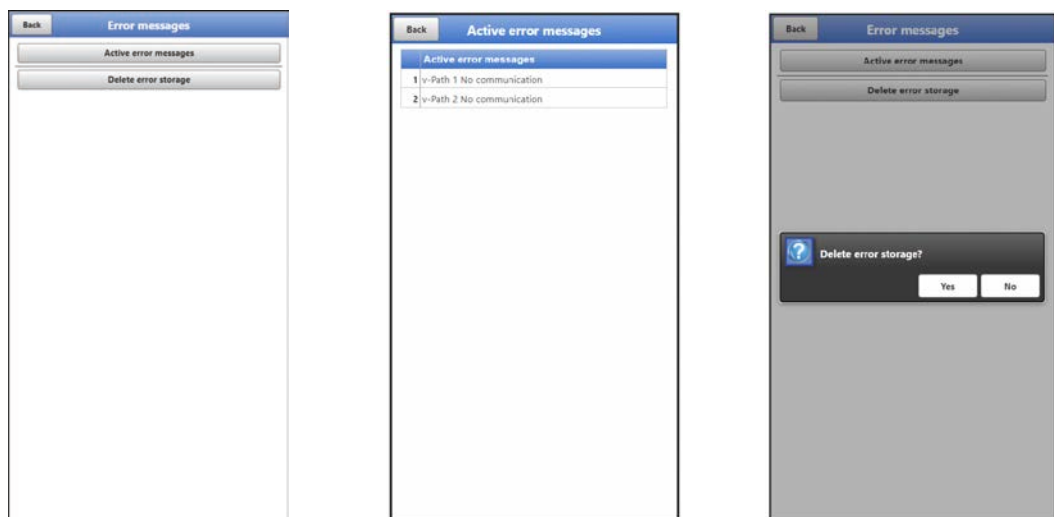 Back Error messages
Active error messages
Delete error storage
Back Active error messages
Active error messages
1 v-Path 1 No communication
2 v-Path 2 No communication
Back Error messages
Active error messages
Delete error storage
Delete error storage?
Yes No